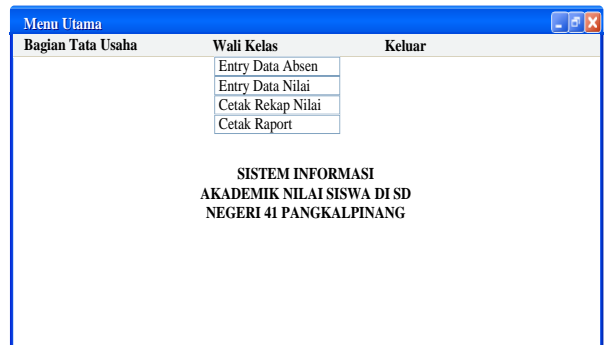 Menu Utama
Bagian Tata Usaha Wali Kelas Keluar
Entry Data Absen
Entry Data Nilai
Cetak Rekap Nilai
Cetak Raport
SISTEM INFORMASI
AKADEMIK NILAI SISWA DI SD
NEGERI 41 PANGKALPINANG